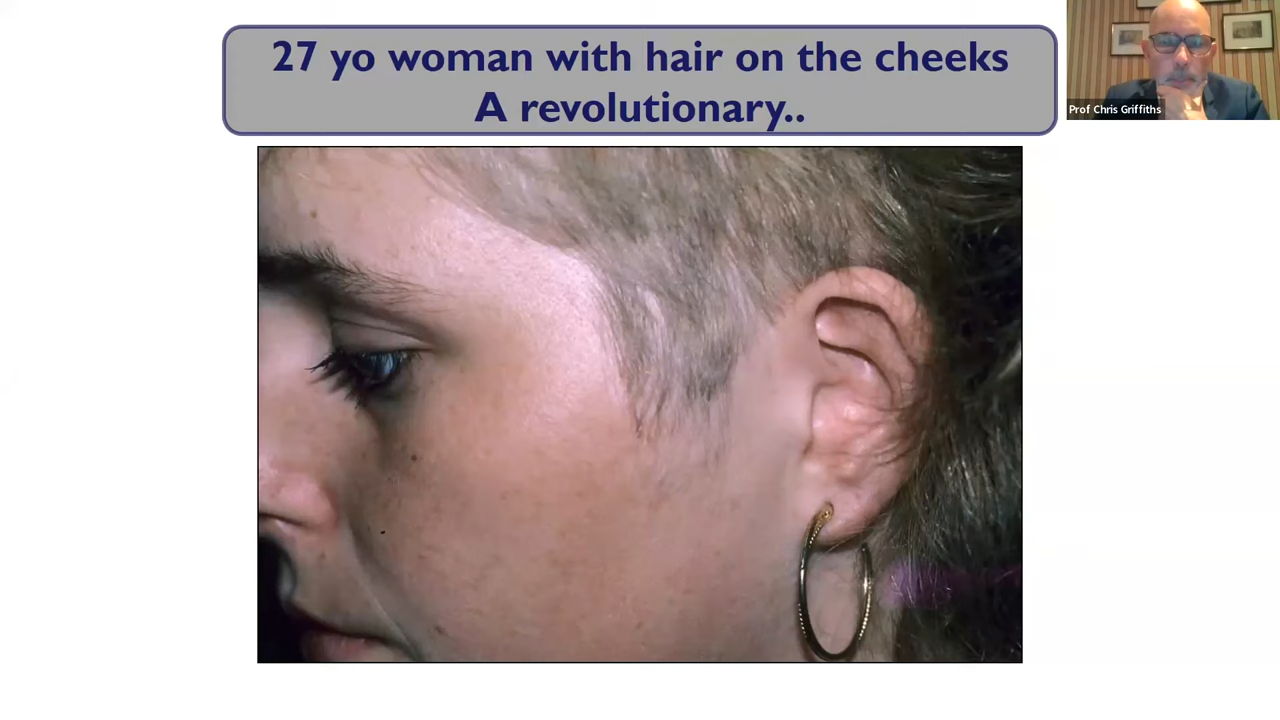 27 yo woman with hair on the cheeks
A revolutionary..
Prof Chris Griffiths